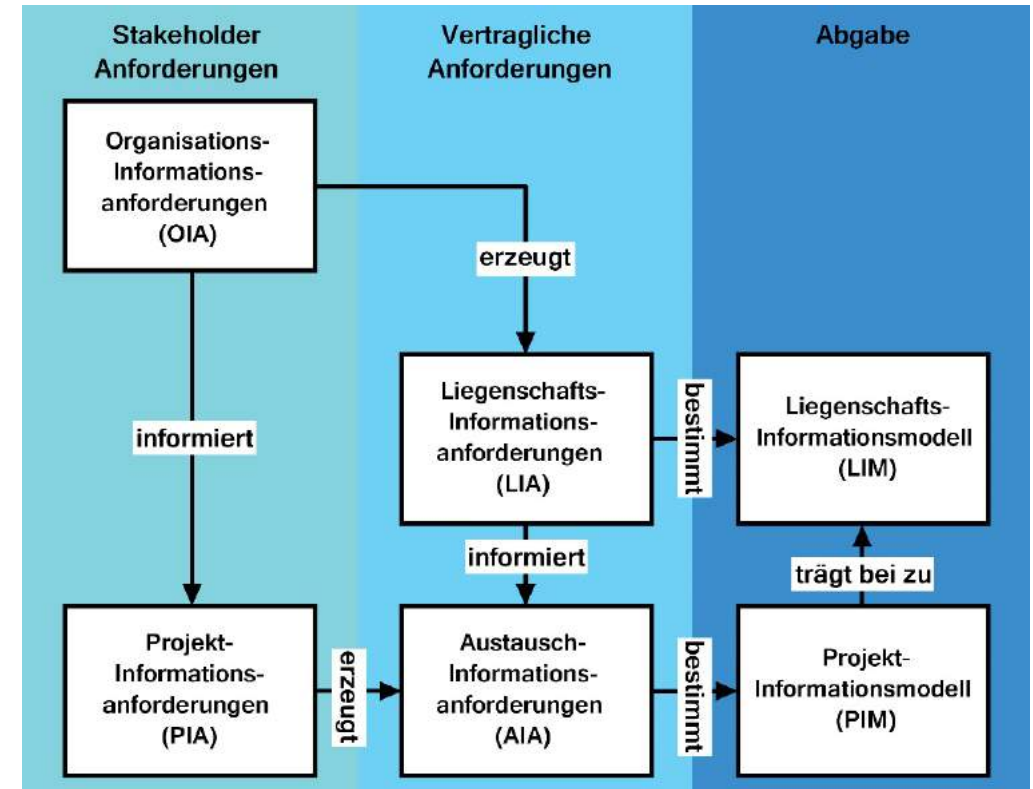 Stakeholder
Anforderungen
Vertragliche
Anforderungen
Abgabe
Organisations-
Informations-
anforderungen
(OIA)
erzeugt
informiert
Liegenschafts-
Informations-
anforderungen
(LIA)
bestimmt
Liegenschafts-
Informationsmodell
(LIM)
informiert
trägt bei zu
Projekt-
Informations-
anforderungen
(PIA)
erzeugt
Austausch-
Informations-
anforderungen
(AIA)
bestimmt
Projekt-
Informationsmodell
(PIM)